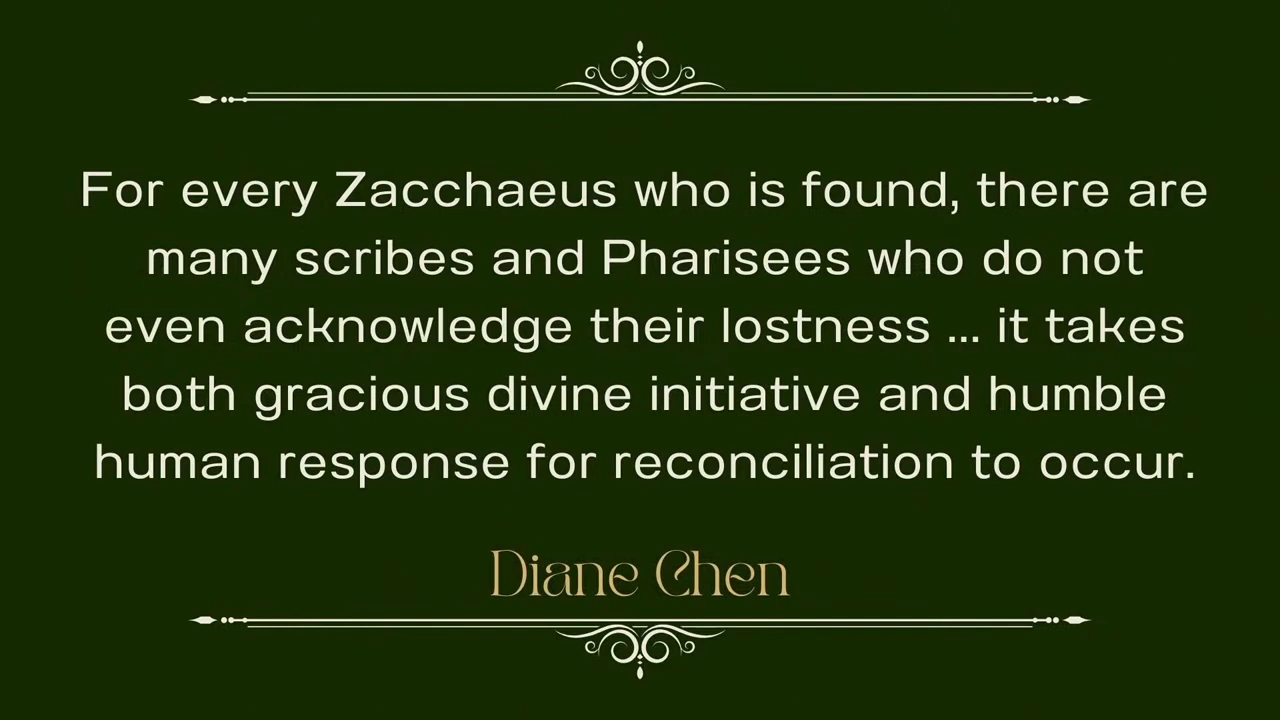 For every Zacchaeus who is found, there are
many scribes and Pharisees who do not
even acknowledge their lostness ... it takes
both gracious divine initiative and humble
human response for reconciliation to occur.
Diane Chen